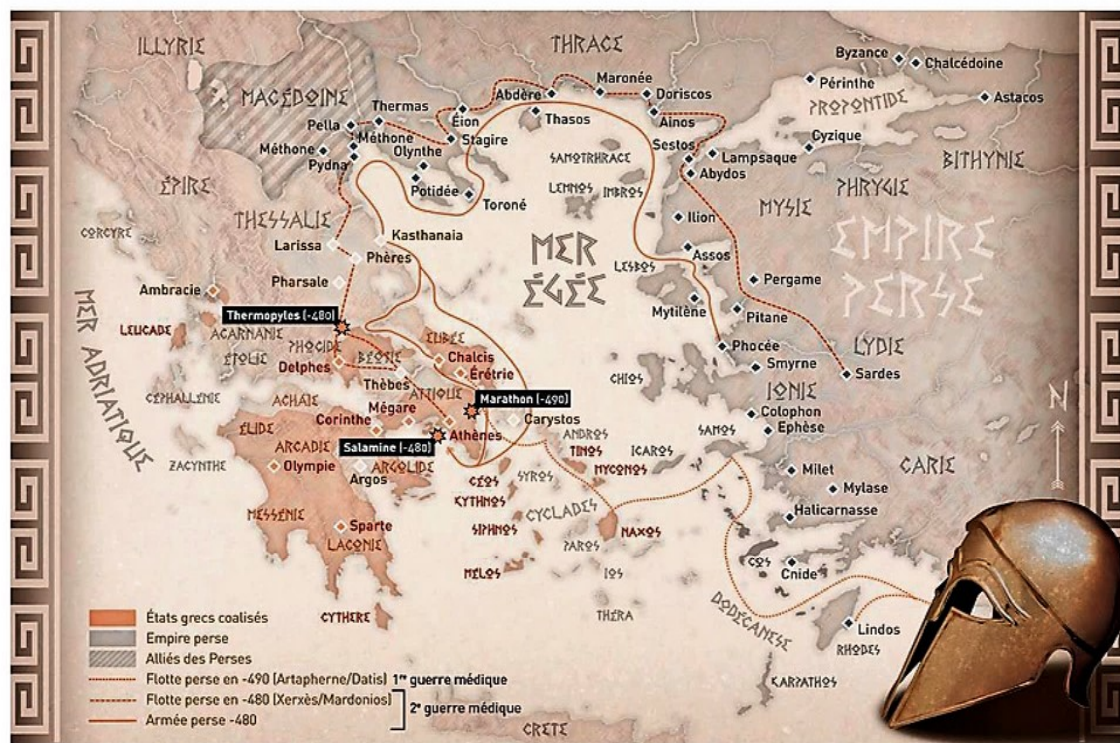 ILLYRIE
THRACE
MACÉDOINE
Byzance
Chalcédoine
Périnthe
PROPONTIDE
Astacos
Maronée
Abdère
Doriscos
Thermas
Éion
Thasos
Ainos
Pella
Méthone
Stagire
Méthone
Olynthe
Pydna
Sestos
Lampsaque
Cyzique
SAMOTHRACE
Abydos
BITHYNIE
ÉPIRE
Potidée
Toroné
LEMNOS
IMBROS
PHRYGIE
MYSIE
THESSALIE
Ilion
CORCYRE
Larissa
Kasthanaia
Phères
MER
ÉGÉE
Assos
EMPIRE
PERSE
LESBOS
Pharsale
Pergame
Ambracie
Mytilène
Pitane
Thermopyles (-480)
LEUCADE
ACARNANIE
PHOCIDE
EUBÉE
MER ADRIATIQUE
ÉTOLIE
BÉOTIE
Chalcis
Phocée
LYDIE
Delphes
Érétrie
Smyrne
Sardes
Thèbes
ATTIQUE
CHIOS
IONIE
CÉPHALLÉNIE
ACHAÏE
Marathon (-490)
Mégare
Carystos
Corinthe
Colophon
N
ÉLIDE
Athènes
ANDROS
SAMOS
Ephèse
Salamine (-480)
ARCADIE
TINOS
ICAROS
ZACYNTHE
Olympie
ARGOLIDE
MYCONOS
Milet
CARIE
Argos
CÉOS
SYROS
Mylase
KYTHNOS
MESSÉNIE
CYCLADES
Halicarnasse
Sparte
SIPHNOS
NAXOS
LACONIE
PAROS
COS
MÉLOS
IOS
Cnide
CYTHERE
THÉRA
DODÉCANESE
Lindos
RHODES
KARPATHOS
CRETE
États grecs coalisés
Empire perse
Alliés des Perses
Flotte perse en -490 (Artapherne/Datis) 1re guerre médique
Flotte perse en -480 (Xerxès/Mardonios)
2e guerre médique
Armée perse -480